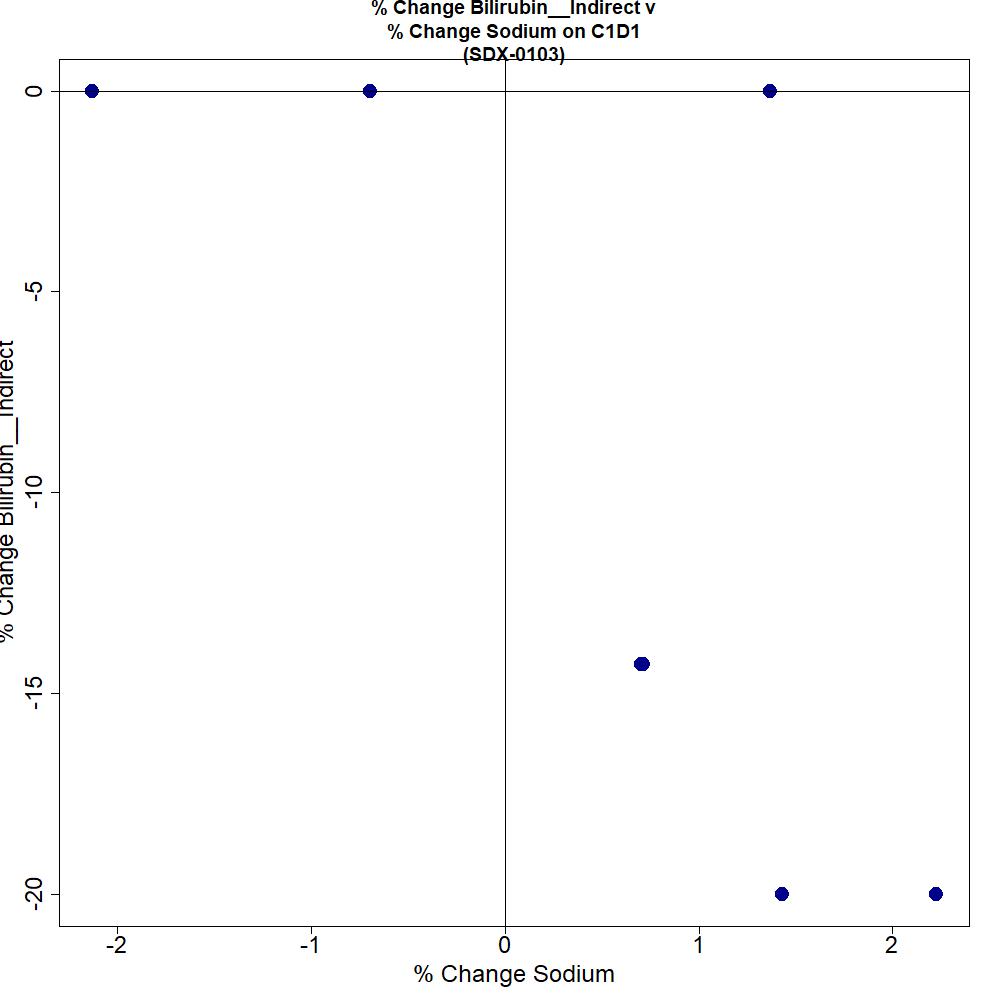 % Change Bilirubin__Indirect v
% Change Sodium on C1D1
(SDX-0103)
% Change Bilirubin__Indirect
0
-5
-10
-15
-20
-2
-1
0
1
2
% Change Sodium